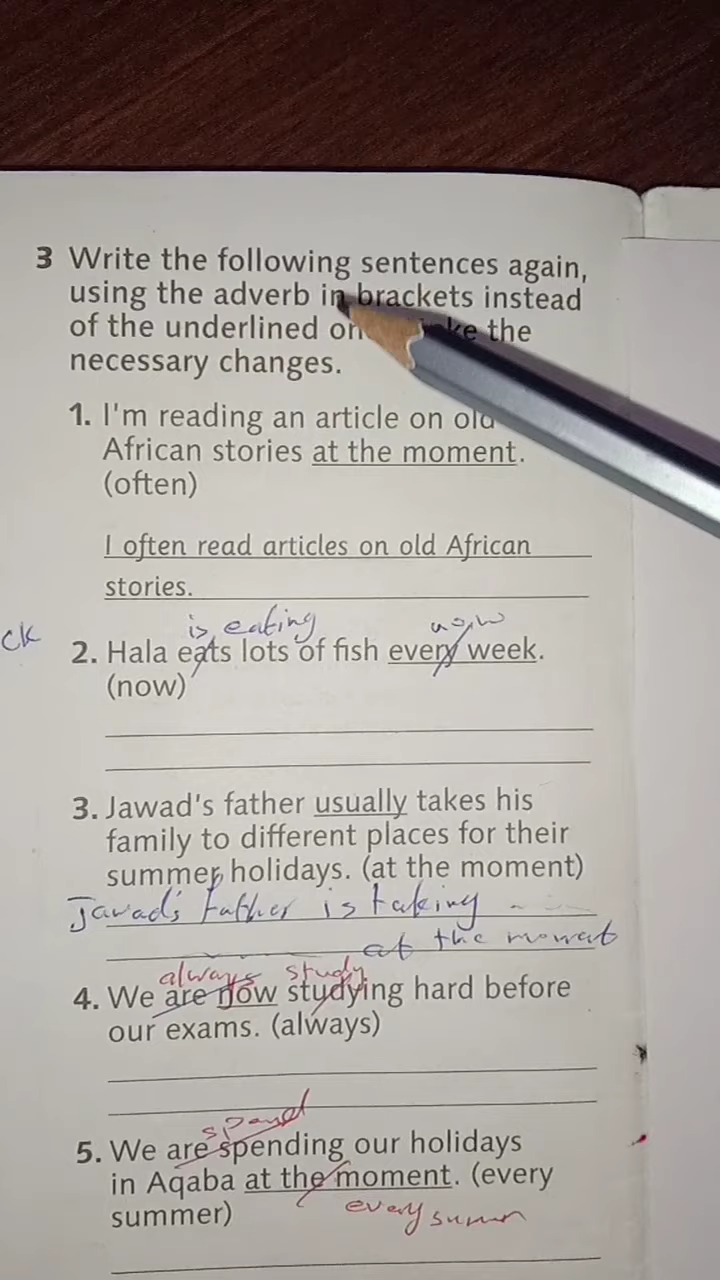 3 Write the following sentences again,
using the adverb in brackets instead
of the underlined the
necessary changes.
1. I'm reading an article on old
African stories at the moment.
(often)
I often read articles on old African
stories.
is eating now
ck
2. Hala eats lots of fish every week.
(now)
3. Jawad's father usually takes his
family to different places for their
summer holidays. (at the moment)
Jawad's father is taking
at the moment
always study
4. We are now studying hard before
our exams. (always)
spend
5. We are spending our holidays
in Aqaba at the moment. (every
summer)
every